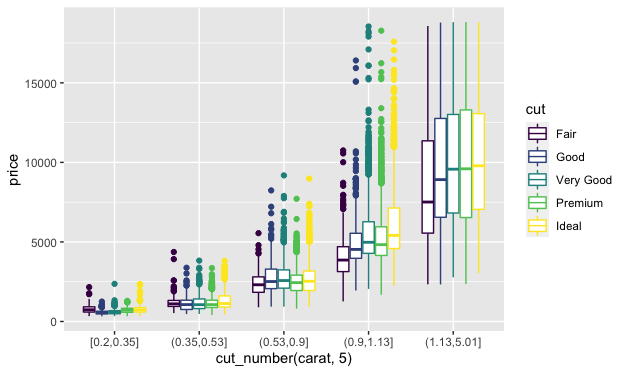 15000
10000
5000
0
price
[0.2,0.35]
(0.35,0.53]
(0.53,0.9]
(0.9,1.13]
(1.13,5.01]
cut_number(carat, 5)
cut
Fair
Good
Very Good
Premium
Ideal